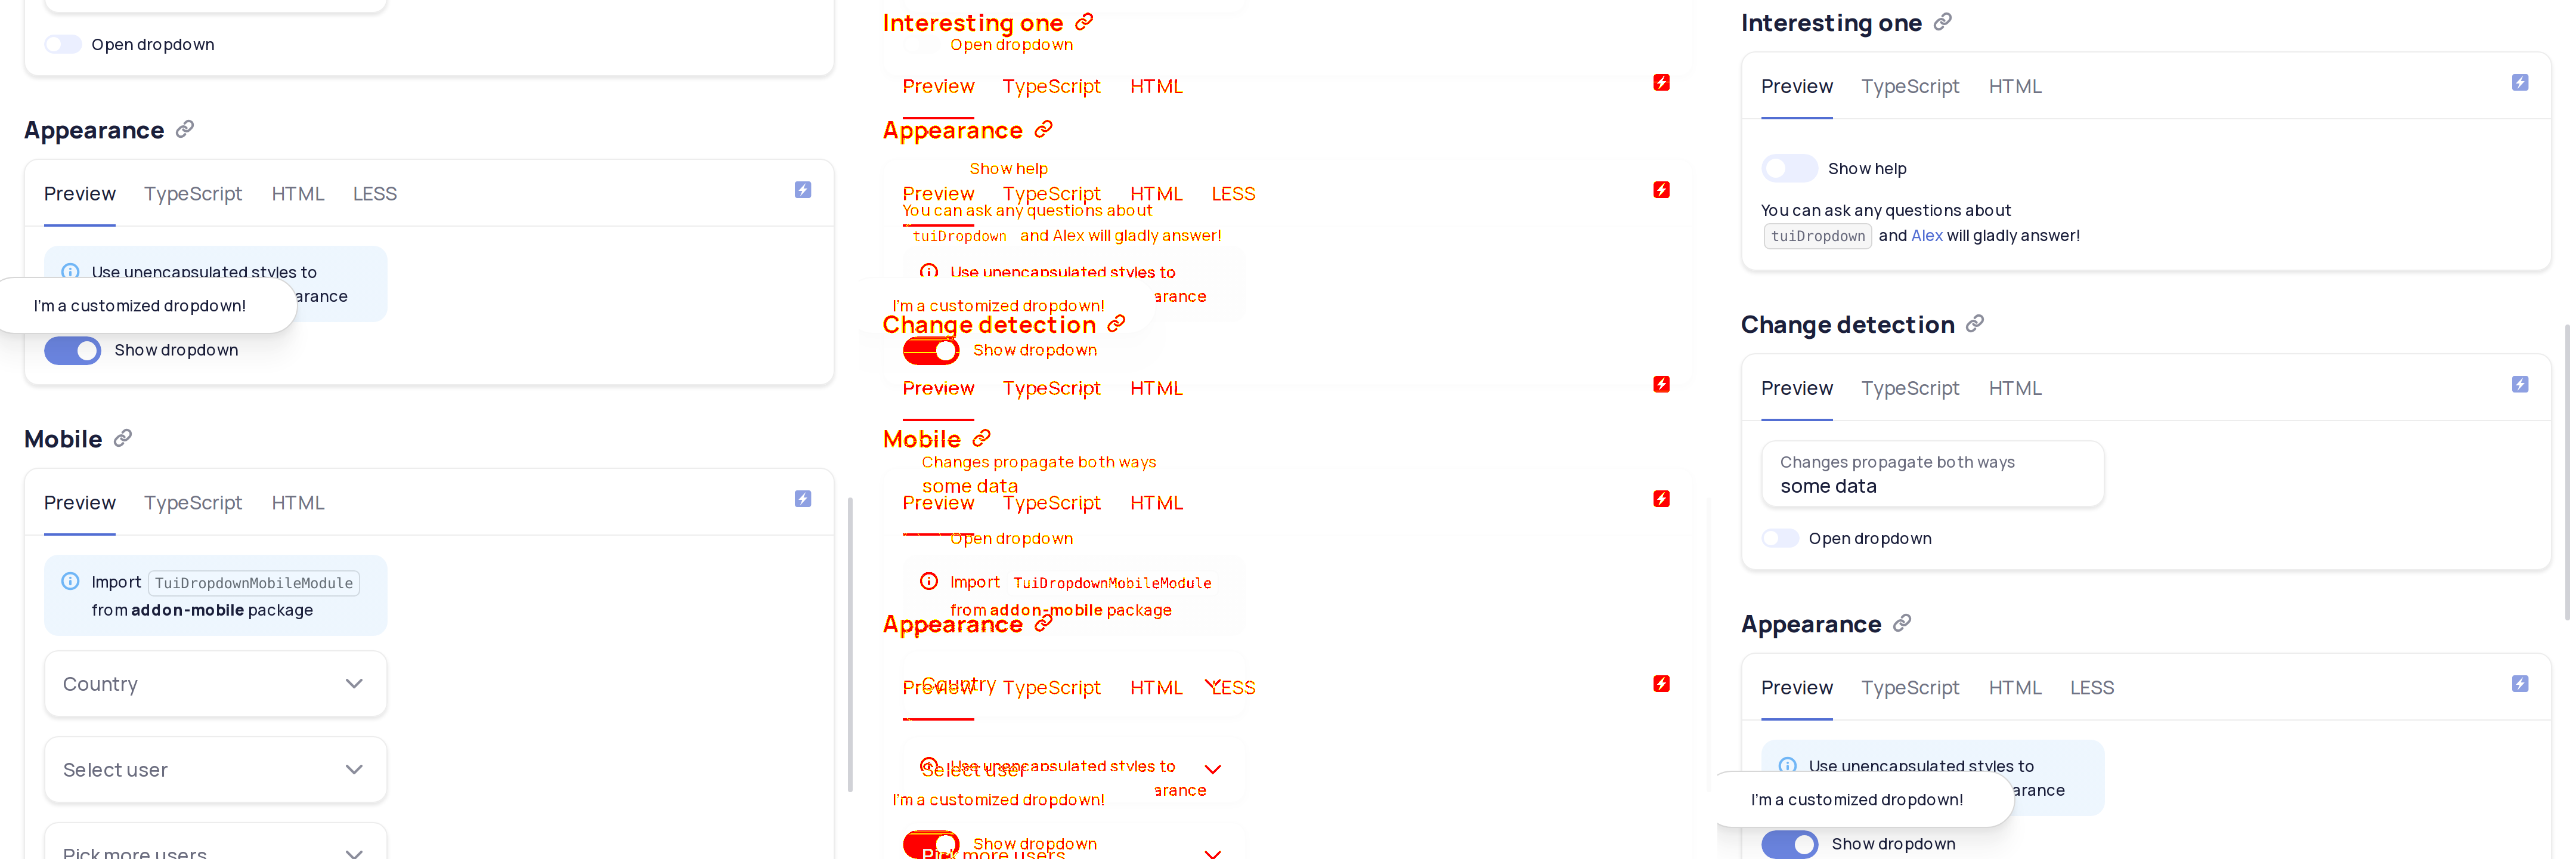 Open dropdown
Appearance
Preview TypeScript HTML LESS
Use unencapsulated styles to
arance
I'm a customized dropdown!
Show dropdown
Mobile
Preview TypeScript HTML
Import TuiDropdownMobileModule
from addon-mobile package
Country
Select user
Pick more users
Interesting one
Open dropdown
Preview TypeScript HTML
Appearance
Show help
Preview TypeScript HTML LESS
You can ask any questions about
tuiDropdown and Alex will gladly answer!
Use unencapsulated styles to
arance
I'm a customized dropdown!
Change detection
Show dropdown
Preview TypeScript HTML
Mobile
Changes propagate both ways
some data
Preview TypeScript HTML
Open dropdown
Import TuiDropdownMobileModule
from addon-mobile package
Appearance
Country
Preview TypeScript HTML LESS
Use unencapsulated styles to
Select user
arance
I'm a customized dropdown!
Show dropdown
Pick more users
Interesting one
Preview TypeScript HTML
Show help
You can ask any questions about
tuiDropdown and Alex will gladly answer!
Change detection
Preview TypeScript HTML
Changes propagate both ways
some data
Open dropdown
Appearance
Preview TypeScript HTML LESS
Use unencapsulated styles to
arance
I'm a customized dropdown!
Show dropdown